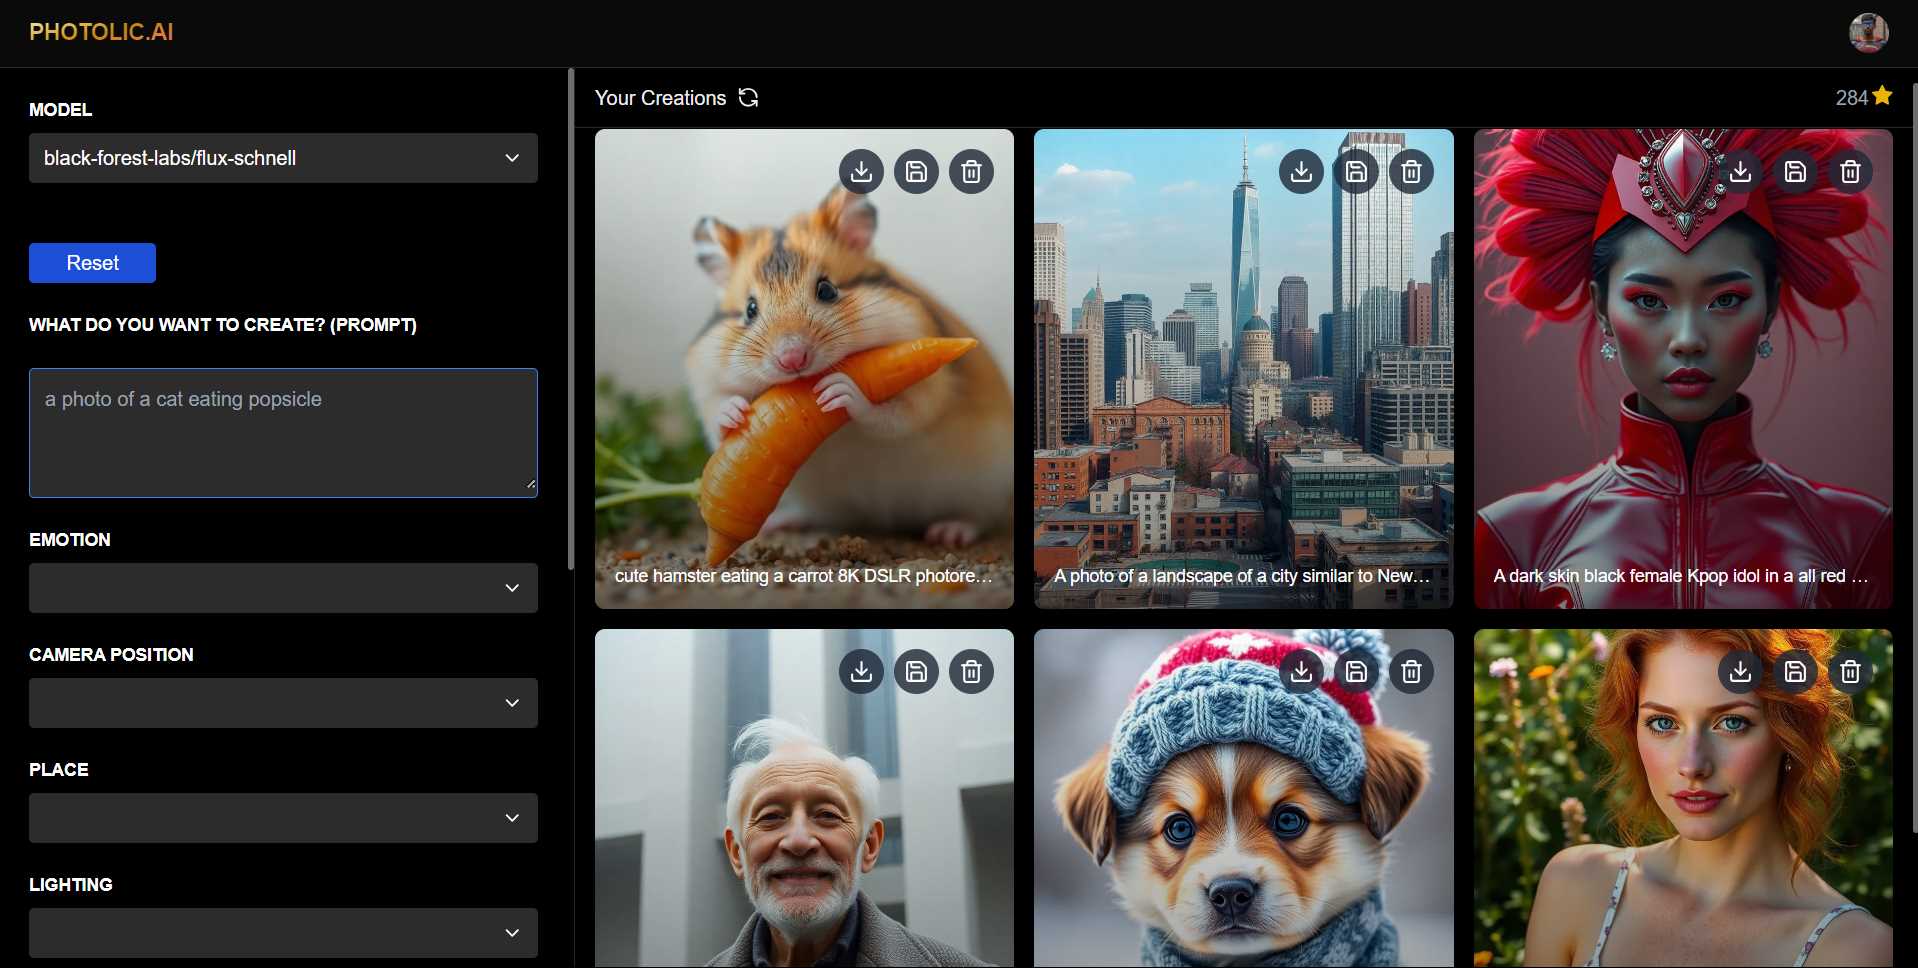 PHOTOLIC.AI
MODEL
black-forest-labs/flux-schnell
Reset
WHAT DO YOU WANT TO CREATE? (PROMPT)
a photo of a cat eating popsicle
EMOTION
CAMERA POSITION
PLACE
LIGHTING
Your Creations
284
cute hamster eating a carrot 8K DSLR photore…
A photo of a landscape of a city similar to New…
A dark skin black female Kpop idol in a all red …